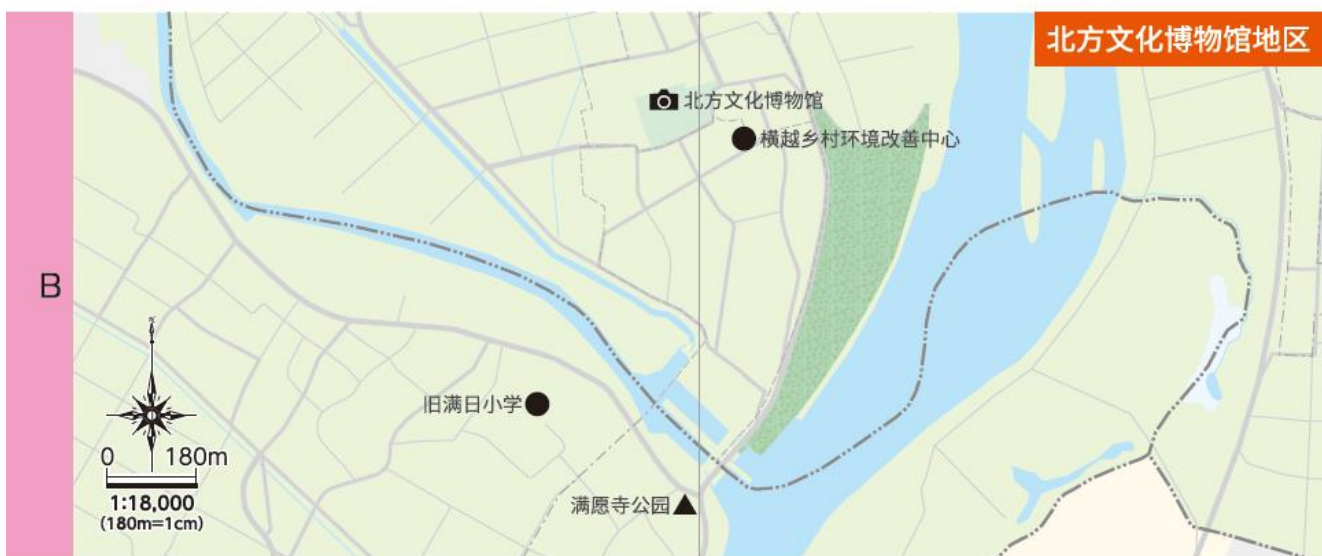 北方文化博物馆地区
北方文化博物馆
横越乡村环境改善中心
B
旧满日小学
N
0 180m
1:18,000
(180m=1cm)
满愿寺公园